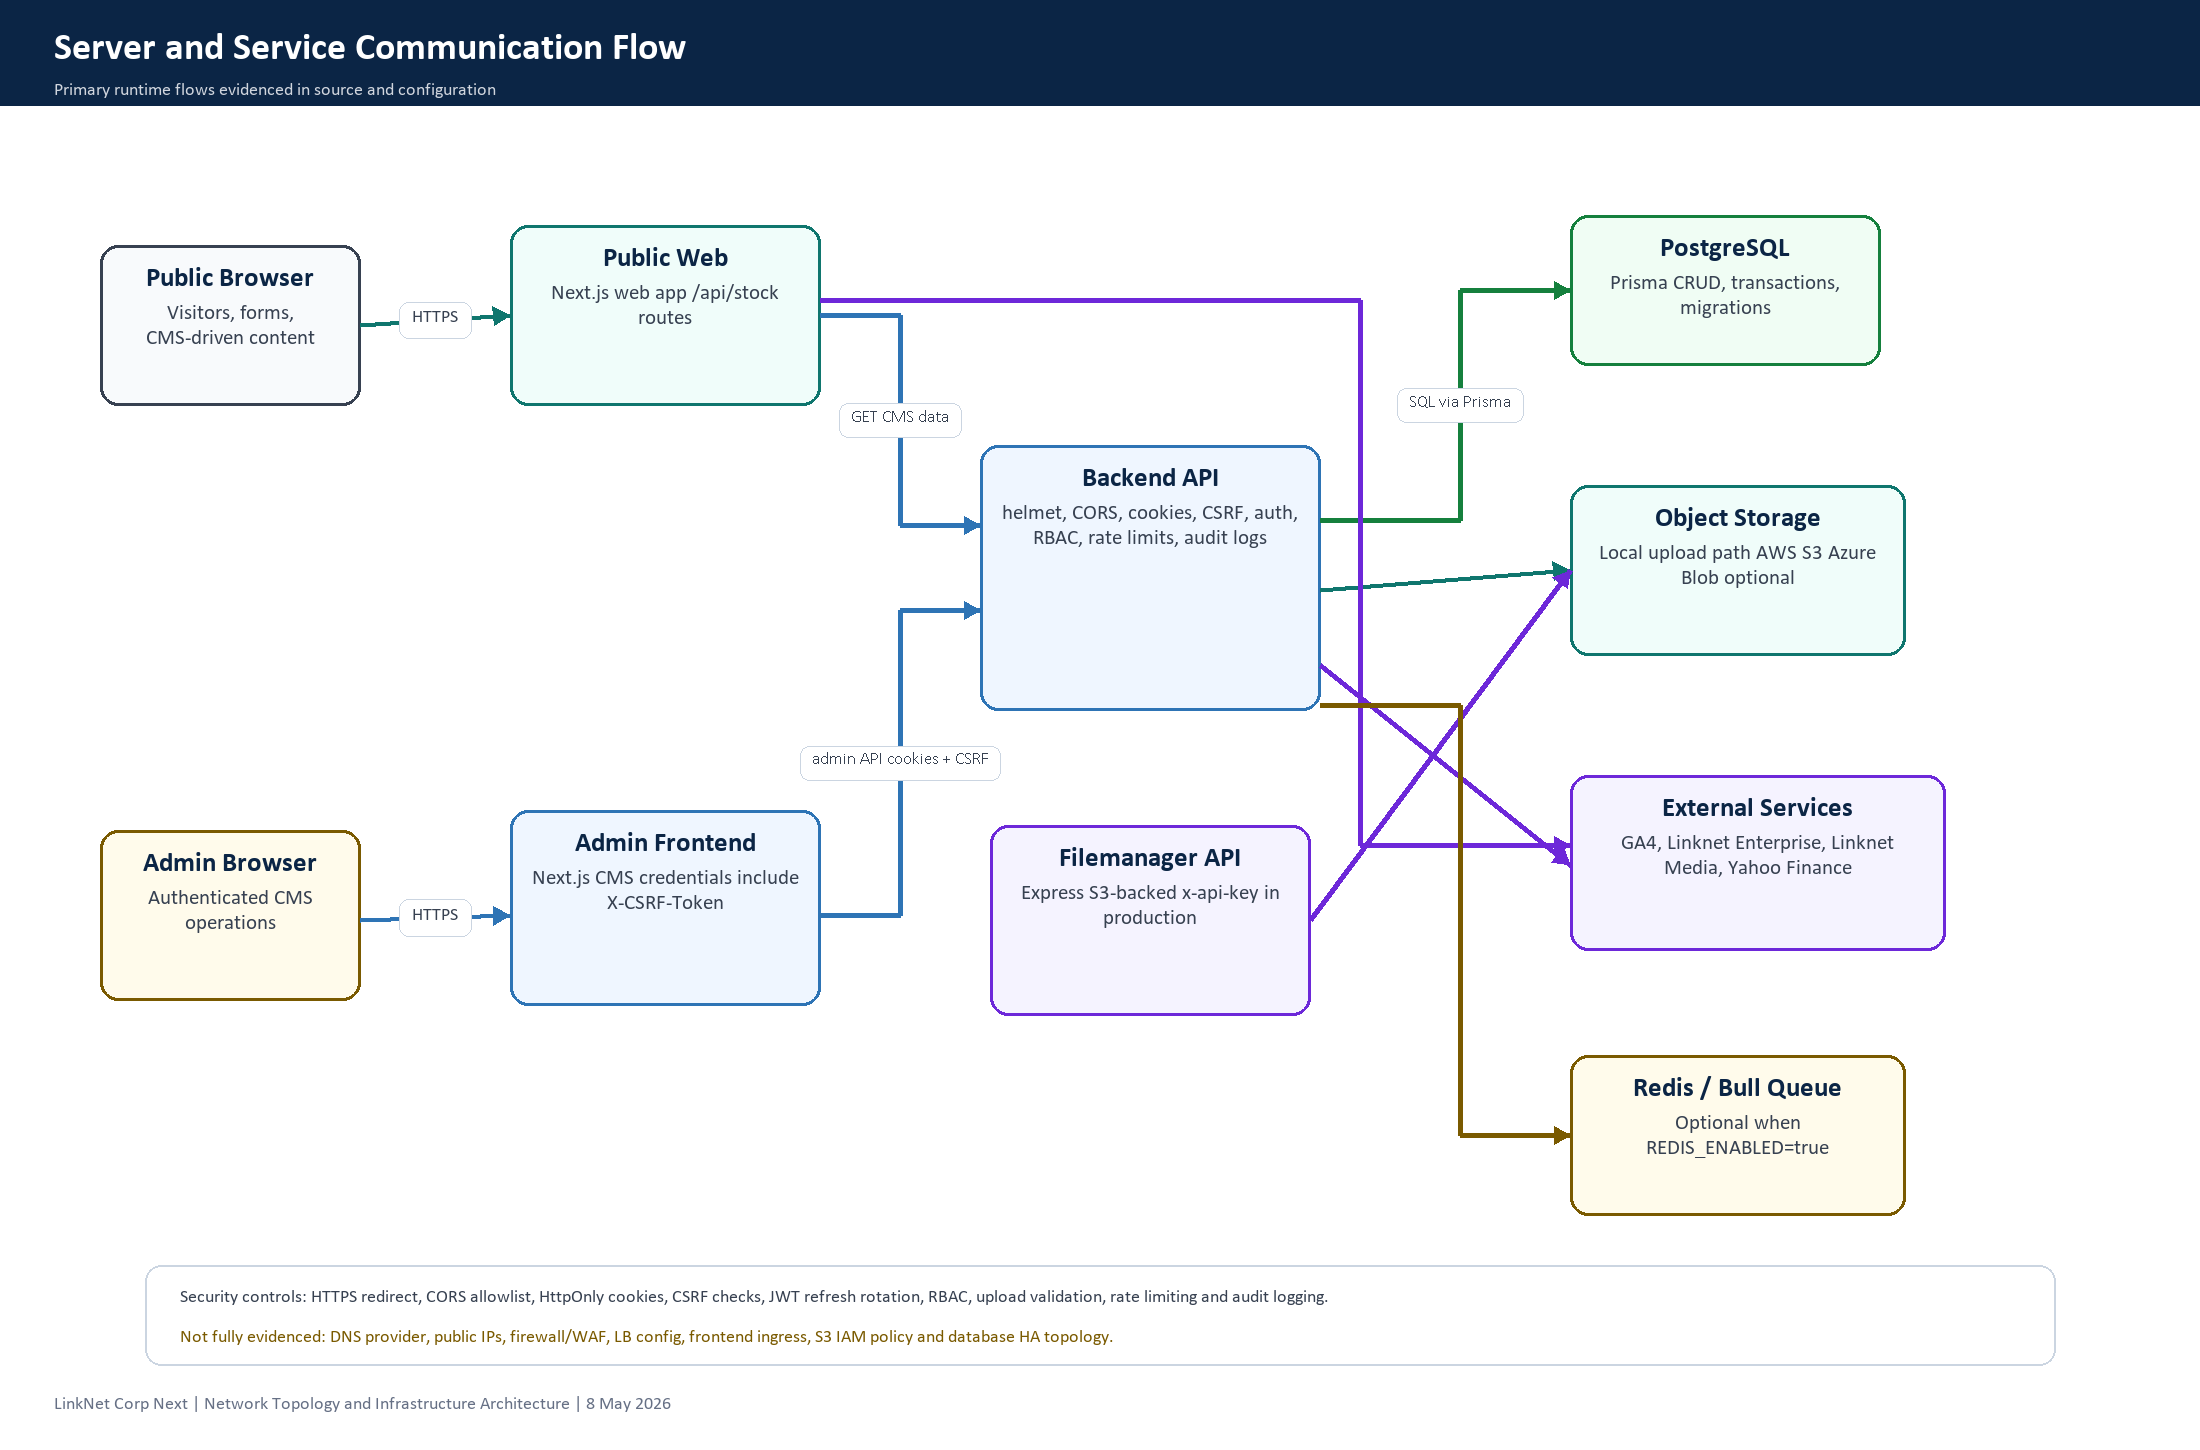 Server and Service Communication Flow
Primary runtime flows evidenced in source and configuration
Public Browser
Visitors, forms,
CMS-driven content
HTTPS
Public Web
Next.js web app /api/stock
routes
GET CMS data
Backend API
helmet, CORS, cookies, CSRF, auth,
RBAC, rate limits, audit logs
SQL via Prisma
PostgreSQL
Prisma CRUD, transactions,
migrations
Object Storage
Local upload path AWS S3 Azure
Blob optional
admin API cookies + CSRF
Admin Browser
Authenticated CMS
operations
HTTPS
Admin Frontend
Next.js CMS credentials include
X-CSRF-Token
Filemanager API
Express S3-backed x-api-key in
production
External Services
GA4, Linknet Enterprise, Linknet
Media, Yahoo Finance
Redis / Bull Queue
Optional when
REDIS_ENABLED=true
Security controls: HTTPS redirect, CORS allowlist, HttpOnly cookies, CSRF checks, JWT refresh rotation, RBAC, upload validation, rate limiting and audit logging.
Not fully evidenced: DNS provider, public IPs, firewall/WAF, LB config, frontend ingress, S3 IAM policy and database HA topology.
LinkNet Corp Next | Network Topology and Infrastructure Architecture | 8 May 2026